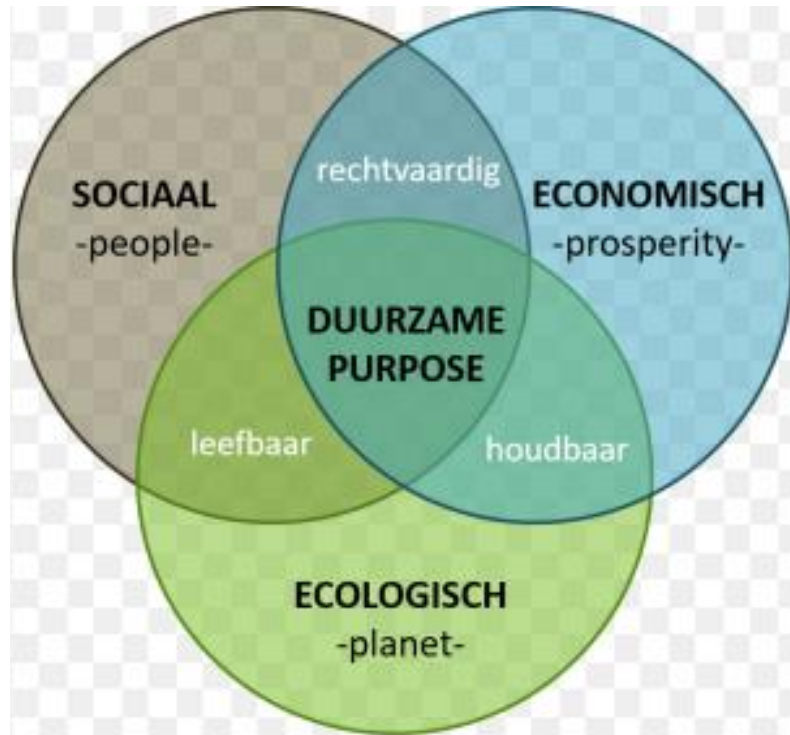 rechtvaardig
SOCIAAL
-people-
ECONOMISCH
-prosperity-
DUURZAME
PURPOSE
leefbaar
houdbaar
ECOLOGISCH
-planet-